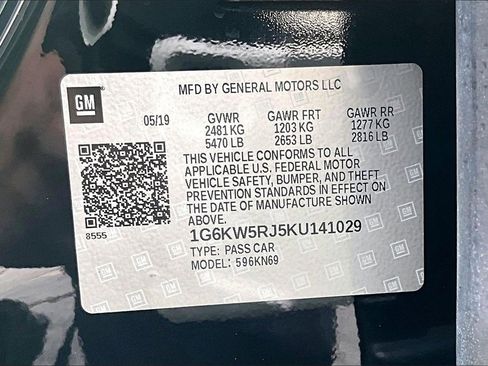 MFD BY GENERAL MOTORS LLC
GM
05/19 GVWR GAWR FRT GAWR RR
2481 KG 1203 KG 1277 KG
5470 LB 2653 LB 2816 LB
THIS VEHICLE CONFORMS TO ALL
APPLICABLE U.S. FEDERAL MOTOR
VEHICLE SAFETY, BUMPER, AND THEFT
PREVENTION STANDARDS IN EFFECT ON
THE DATE OF MANUFACTURE SHOWN
ABOVE.
8555
1G6KW5RJ5KU141029
TYPE: PASS CAR
MODEL: 596KN69